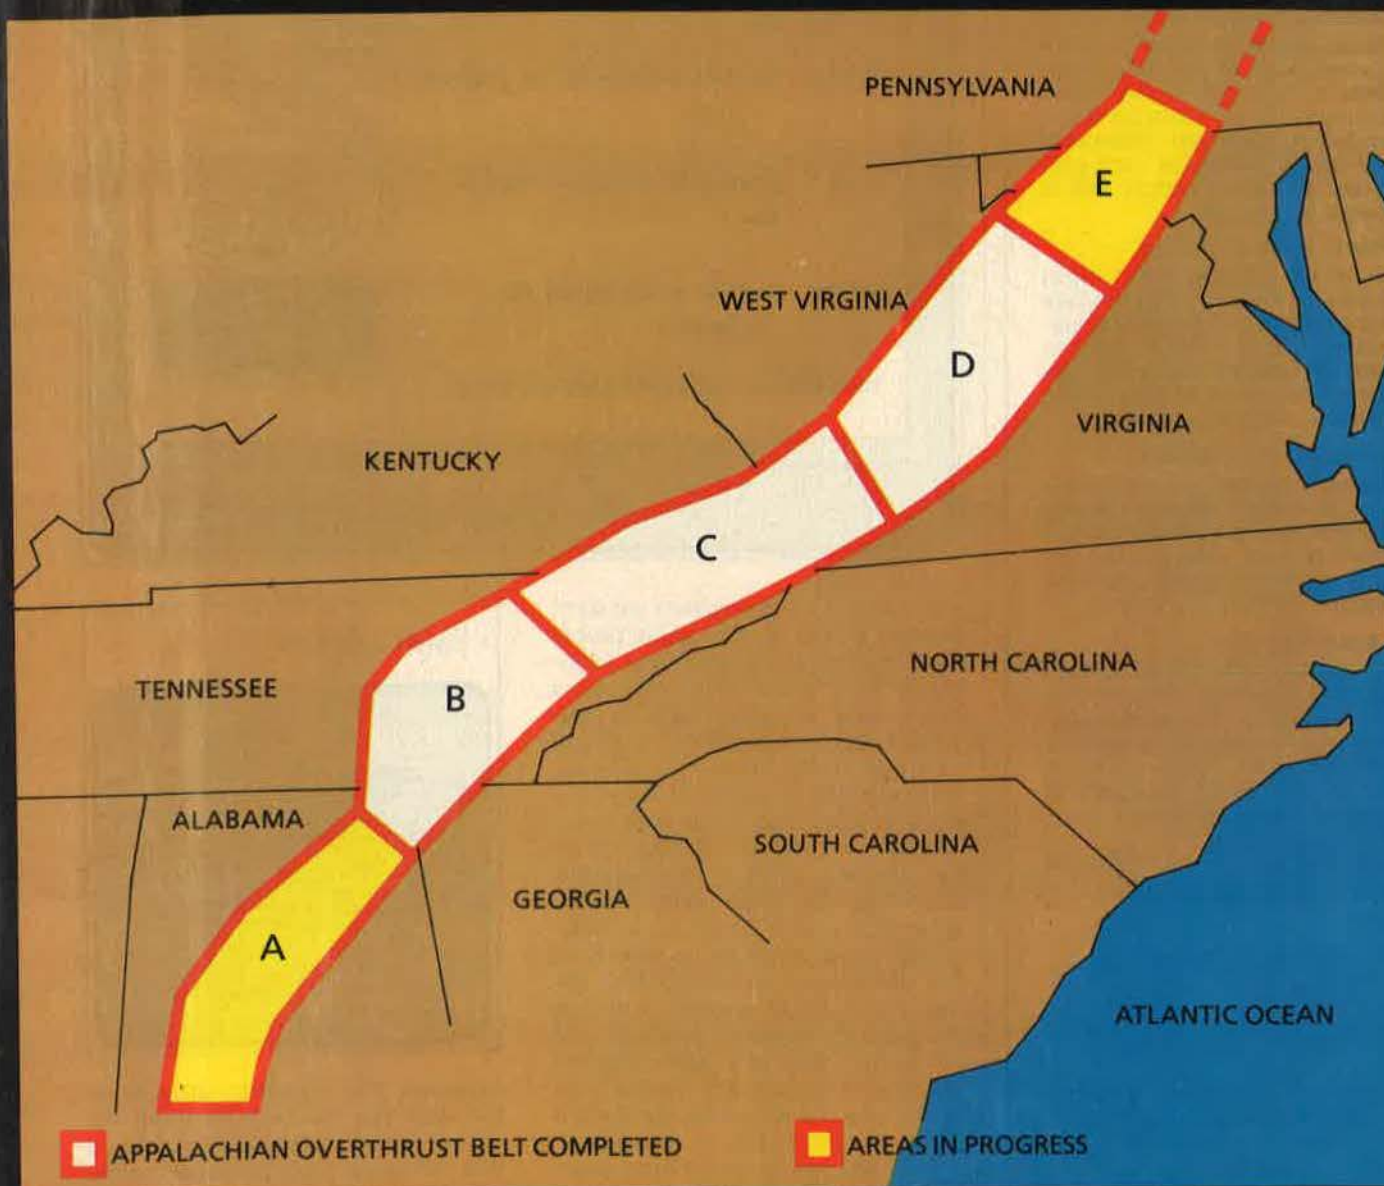 PENNSYLVANIA
E
WEST VIRGINIA
D
VIRGINIA
KENTUCKY
C
NORTH CAROLINA
TENNESSEE
B
ALABAMA
SOUTH CAROLINA
GEORGIA
A
ATLANTIC OCEAN
APPALACHIAN OVERTHRUST BELT COMPLETED
AREAS IN PROGRESS